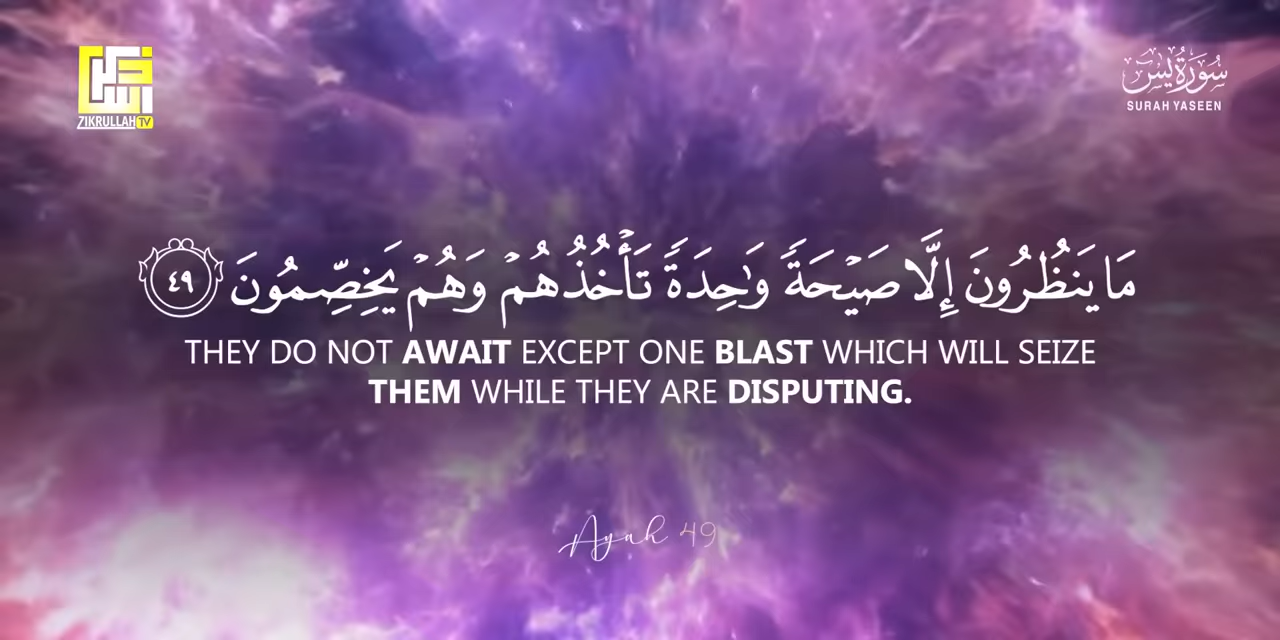 ZIKRULLAH TV
سُورَةُ يسٓ
SURAH YASEEN
مَا يَنظُرُونَ إِلَّا صَيْحَةً وَٰحِدَةً تَأْخُذُهُمْ وَهُمْ يَخِصِّمُونَ ٤٩
THEY DO NOT AWAIT EXCEPT ONE BLAST WHICH WILL SEIZE
THEM WHILE THEY ARE DISPUTING.
Ayah 49